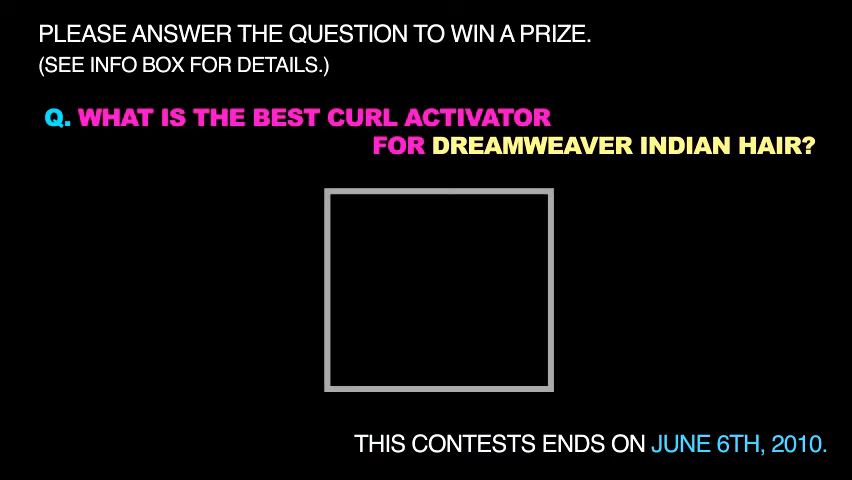 PLEASE ANSWER THE QUESTION TO WIN A PRIZE.
(SEE INFO BOX FOR DETAILS.)
Q. WHAT IS THE BEST CURL ACTIVATOR
FOR DREAMWEAVER INDIAN HAIR?
THIS CONTESTS ENDS ON JUNE 6TH, 2010.